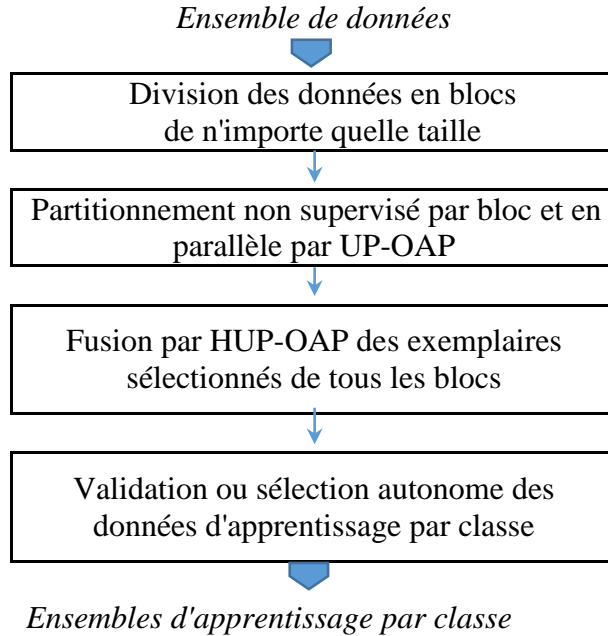 Ensemble de données
Division des données en blocs
de n'importe quelle taille
Partitionnement non supervisé par bloc et en
parallèle par UP-OAP
Fusion par HUP-OAP des exemplaires
sélectionnés de tous les blocs
Validation ou sélection autonome des
données d'apprentissage par classe
Ensembles d'apprentissage par classe